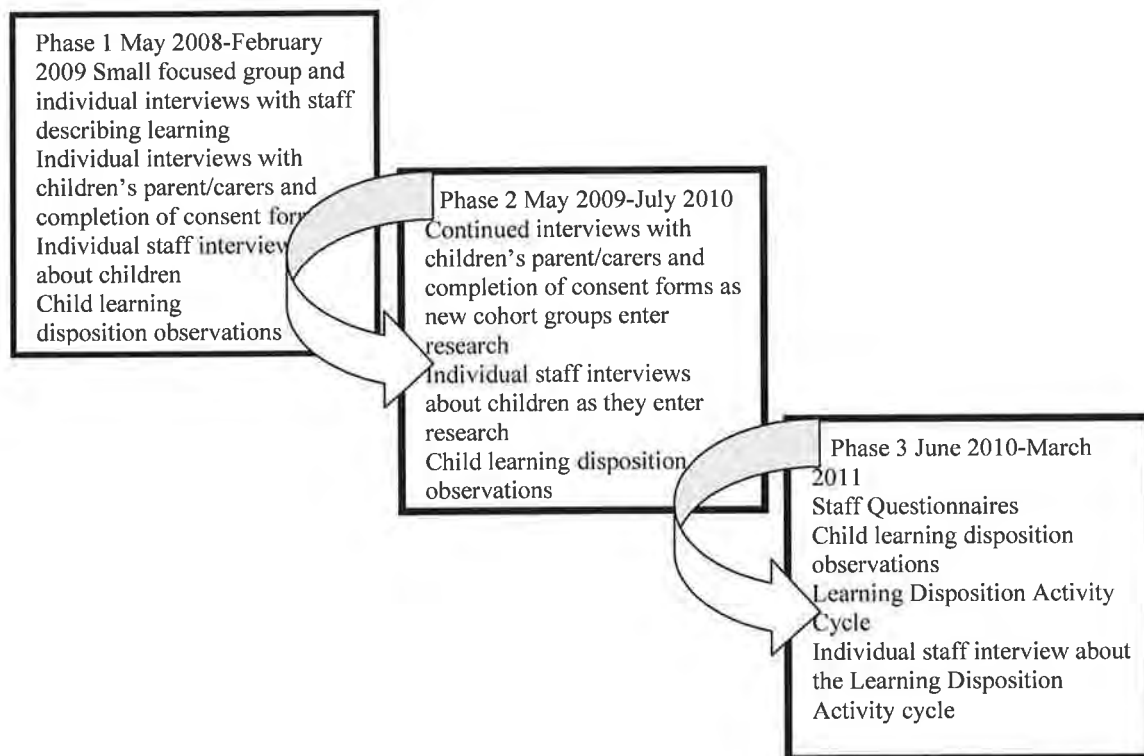 Phase 1 May 2008-February
2009 Small focused group and
individual interviews with staff
describing learning
Individual interviews with
children's parent/carers and
completion of consent
Individual staff interview
about children
Child learning
disposition observations
Phase 2 May 2009-July 2010
Continued interviews with
children's parent/carers and
completion of consent forms as
new cohort groups enter
research
Individual staff interviews
about children as they enter
research
Child learning disposition
observations
Phase 3 June 2010-March
2011
Staff Questionnaires
Child learning disposition
observations
Learning Disposition Activity
Cycle
Individual staff interview about
the Learning Disposition
Activity cycle